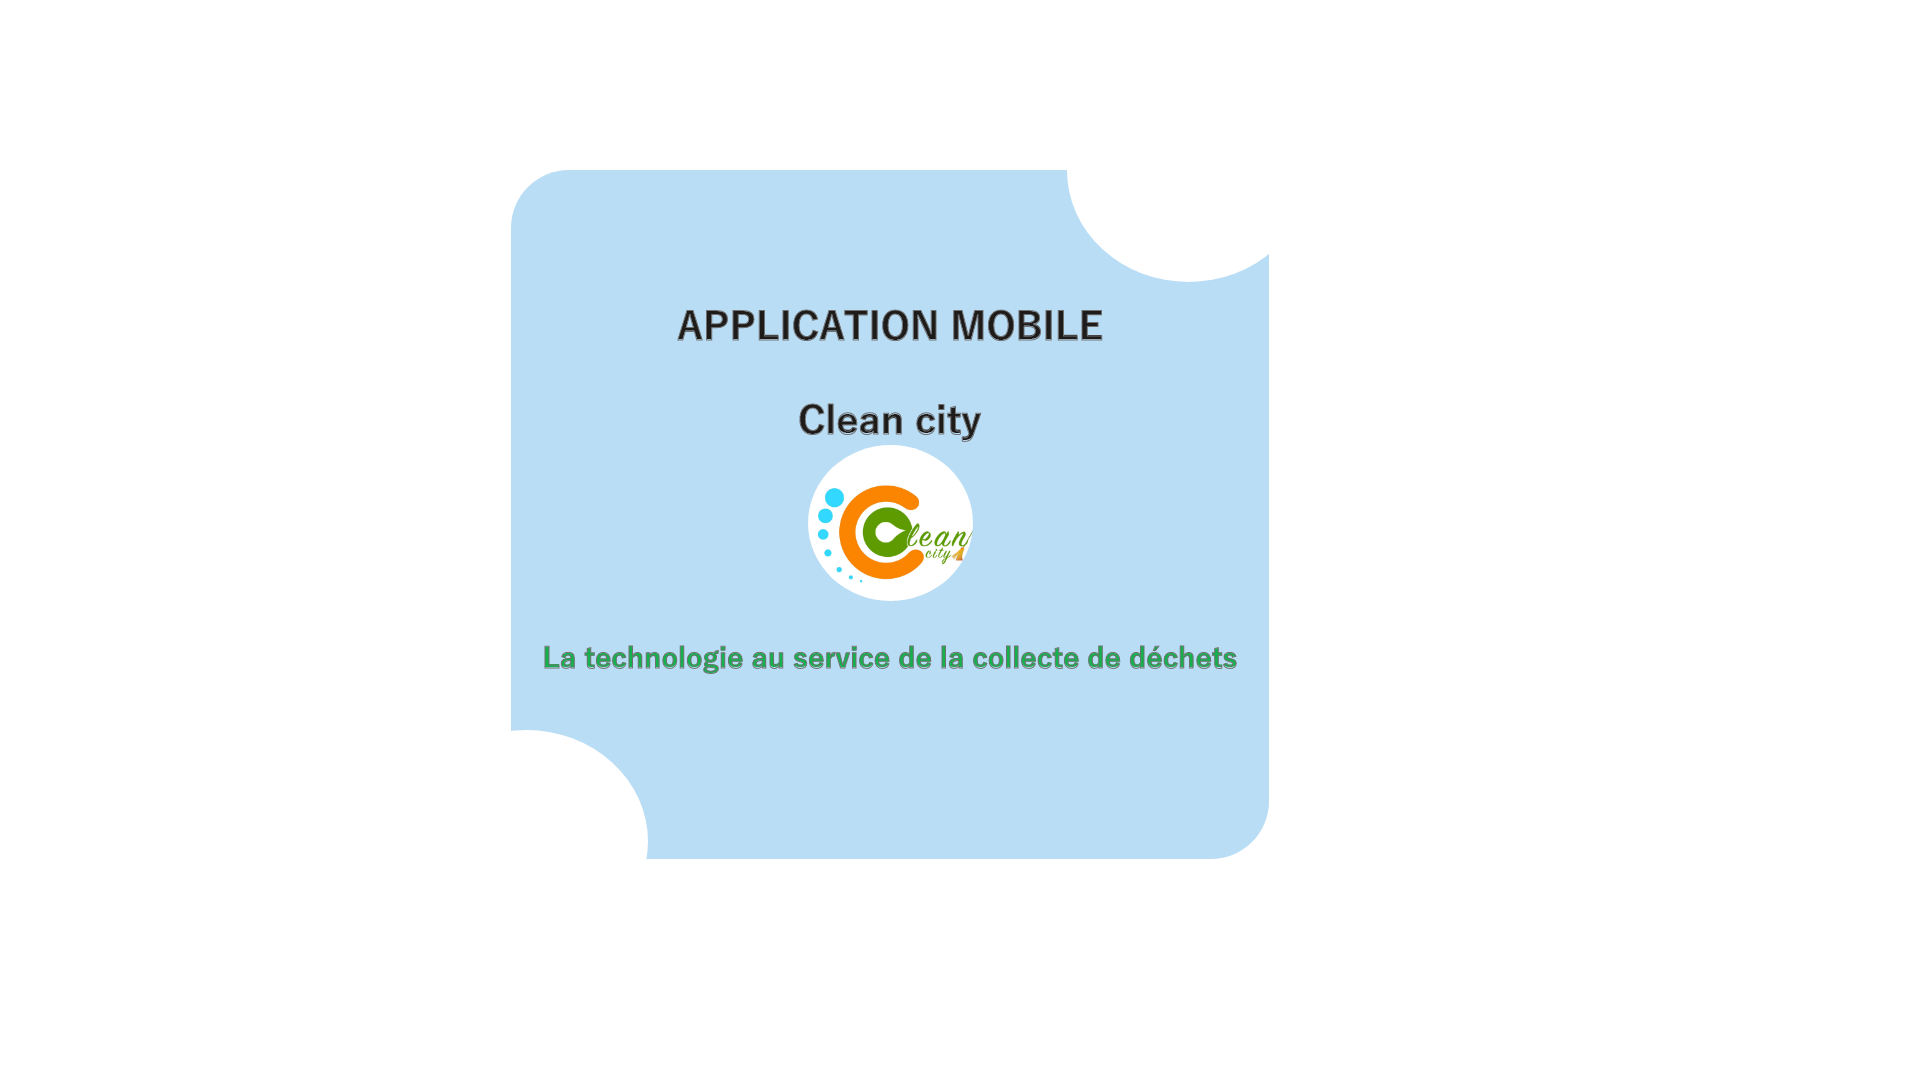 APPLICATION MOBILE
Clean city
Clean
city
La technologie au service de la collecte de déchets